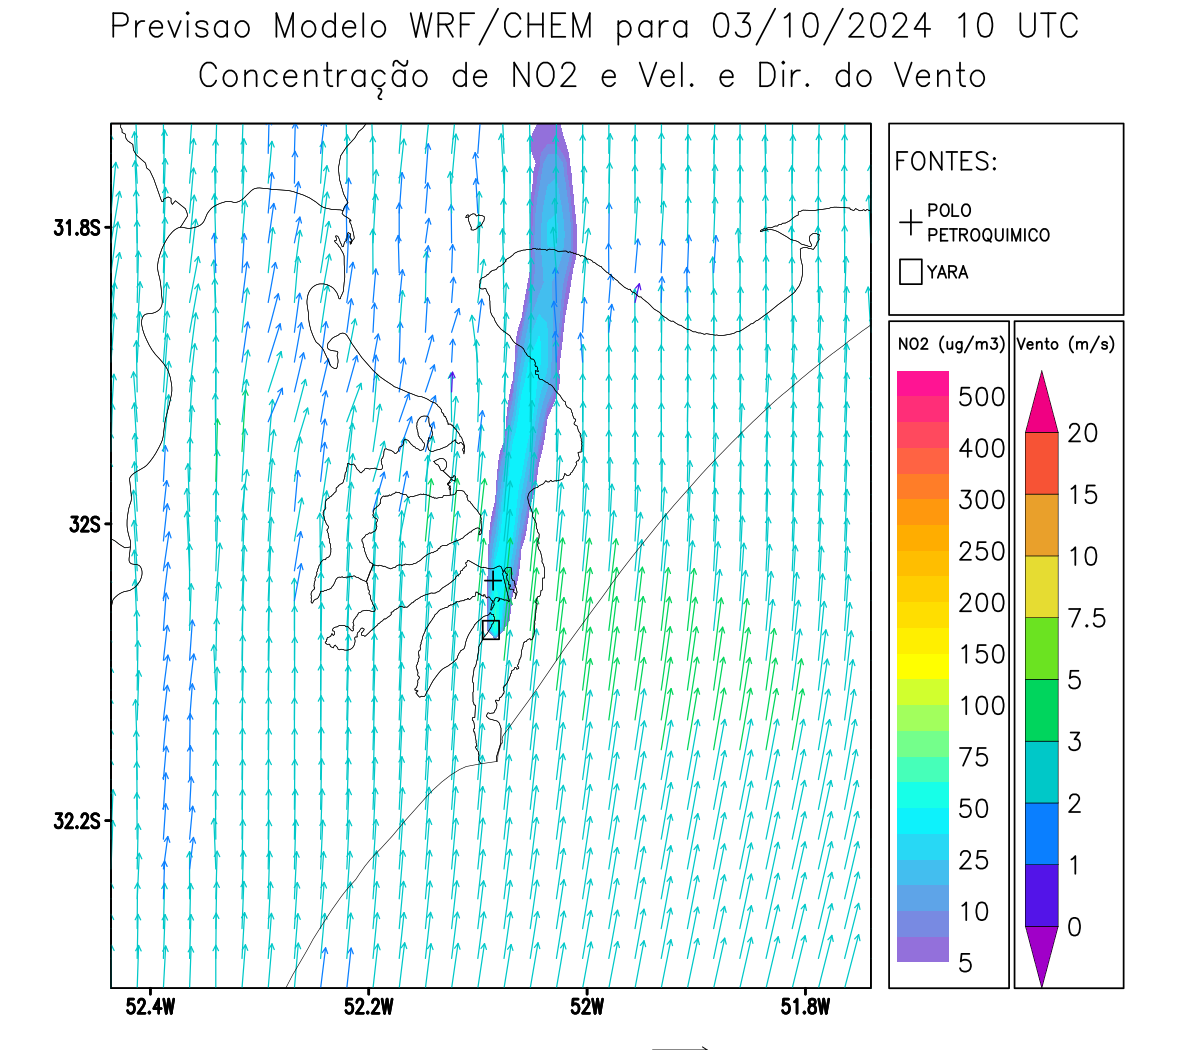 Previsao Modelo WRF/CHEM para 03/10/2024 10 UTC
Concentração de NO2 e Vel. e Dir. do Vento
FONTES:
POLO
PETROQUIMICO
YARA
NO2 (ug/m3)
500
400
300
250
200
150
100
75
50
25
10
5
Vento (m/s)
20
15
10
7.5
5
3
2
1
0
31.8S
32S
32.2S
52.4W
52.2W
52W
51.8W